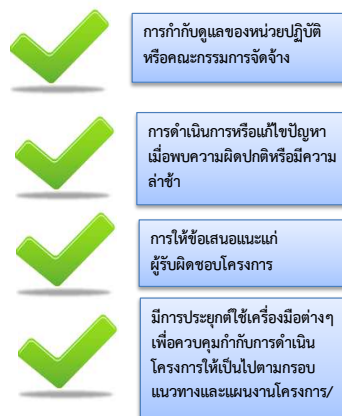 การกำกับดูแลของหน่วยปฏิบัติ
หรือคณะกรรมการจัดจ้าง
การดำเนินการหรือแก้ไขปัญหา
เมื่อพบความผิดปกติหรือมีความ
ล่าช้า
การให้ข้อเสนอแนะแก่
ผู้รับผิดชอบโครงการ
มีการประยุกต์ใช้เครื่องมือต่างๆ
เพื่อควบคุมกำกับการดำเนิน
โครงการให้เป็นไปตามกรอบ
แนวทางและแผนงานโครงการ/